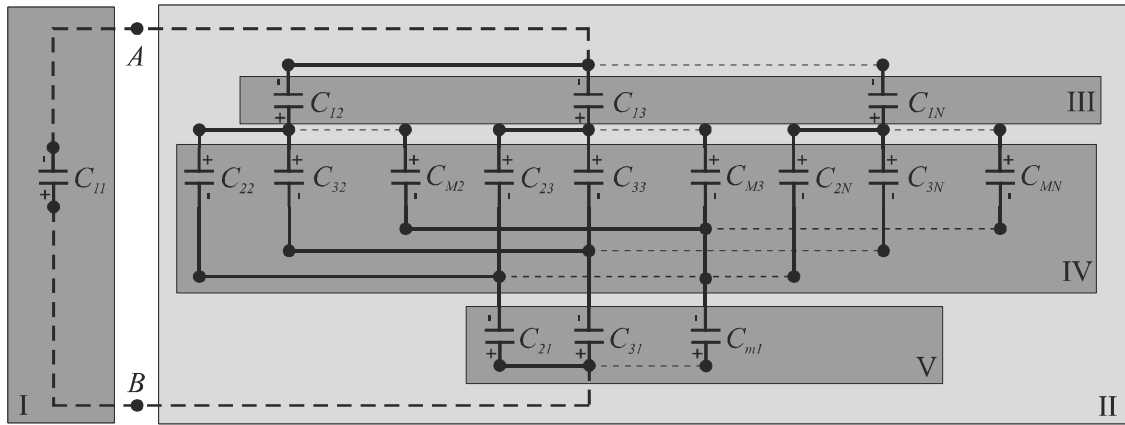 A
C12 C13 C1N III
C11 C22 C32 CM2 C23 C33 CM3 C2N C3N CMN
IV
C21 C31 Cm1
V
B
I II